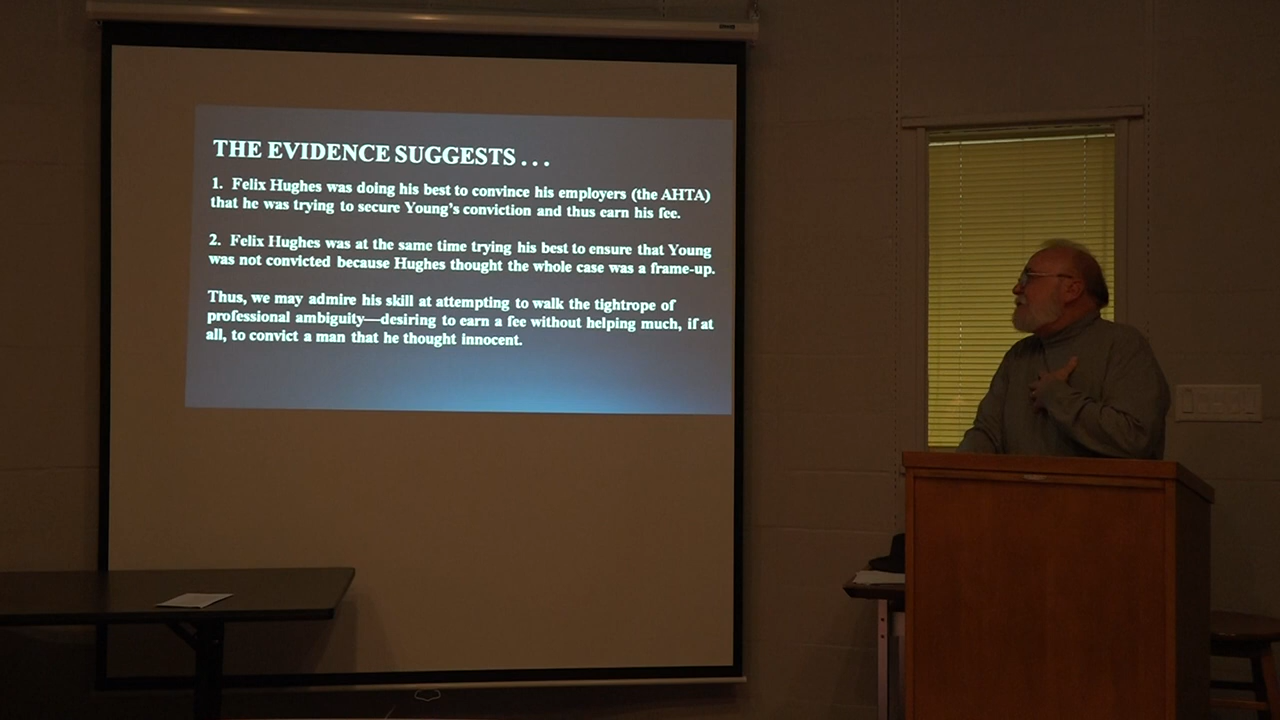 THE EVIDENCE SUGGESTS . . .
1. Felix Hughes was doing his best to convince his employers (the AHTA)
that he was trying to secure Young's conviction and thus earn his fee.
2. Felix Hughes was at the same time trying his best to ensure that Young
was not convicted because Hughes thought the whole case was a frame-up.
Thus, we may admire his skill at attempting to walk the tightrope of
professional ambiguity—desiring to earn a fee without helping much, if at
all, to convict a man that he thought innocent.